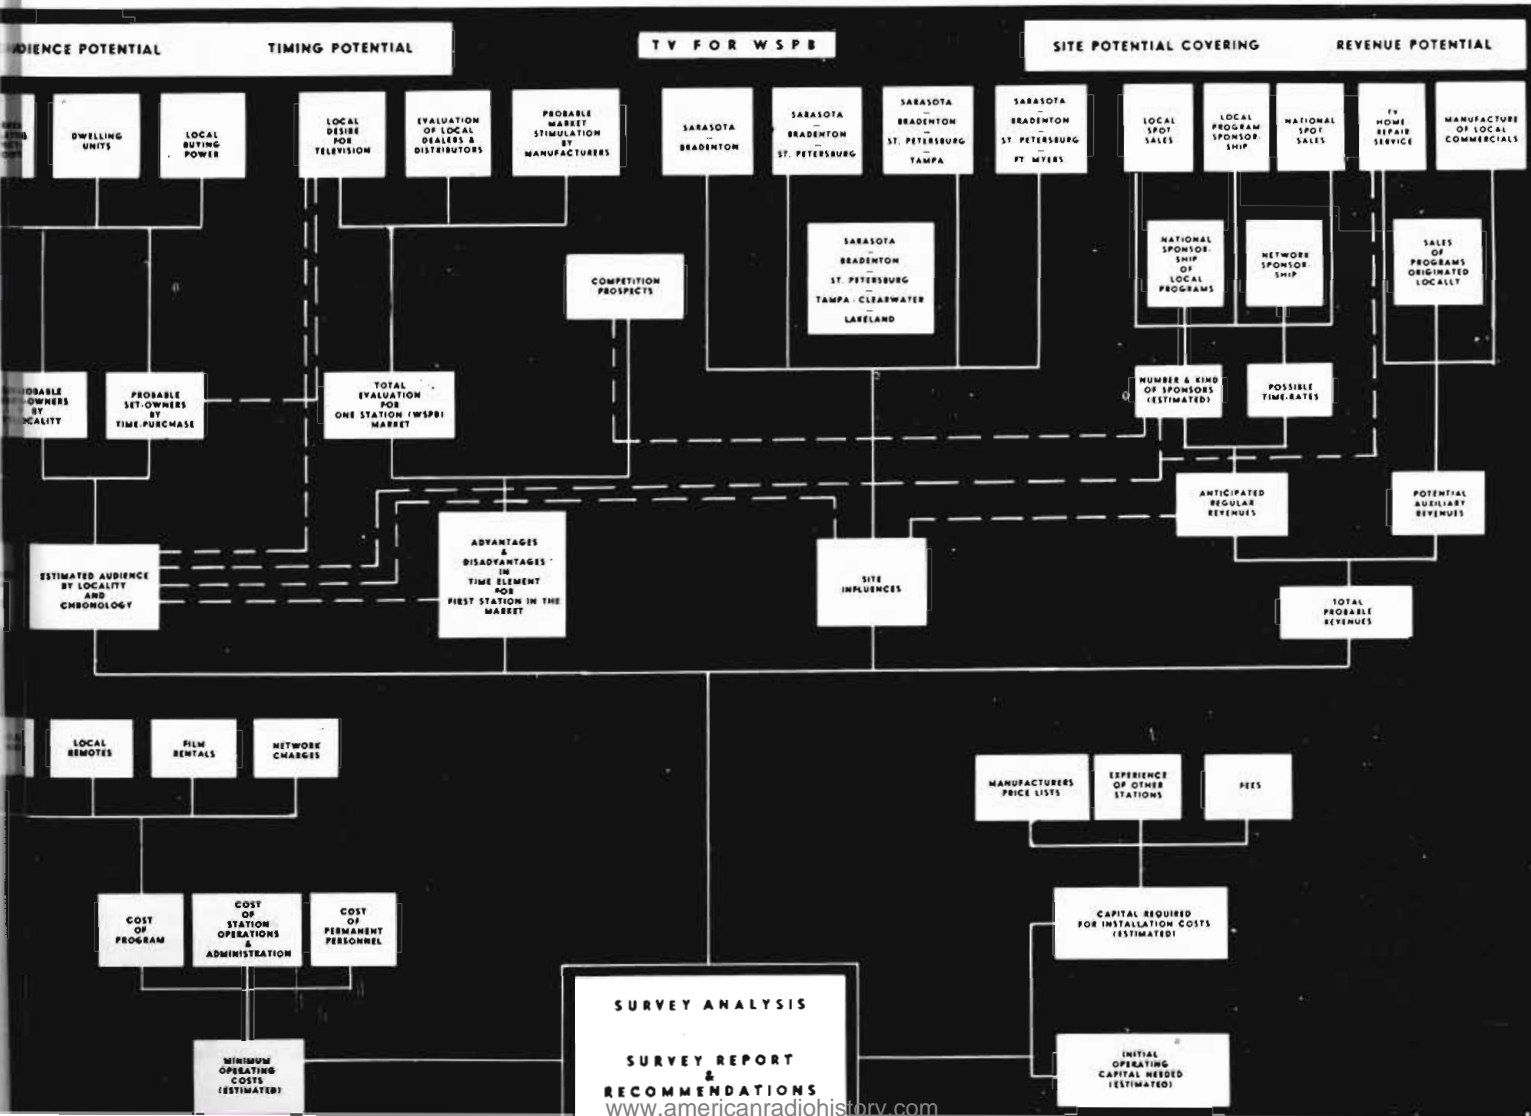 TV FOR WSPB
POTENTIAL
TIMING POTENTIAL
SITE POTENTIAL COVERING
REVENUE POTENTIAL
DWELLING
UNITS
LOCAL
BUYING
POWER
LOCAL
DESIRE
FOR
TELEVISION
EVALUATION
OF LOCAL
DEALERS &
DISTRIBUTORS
PROBABLE
MARKET
STIMULATION
BY
MANUFACTURERS
SARASOTA
—
BRADENTON
SARASOTA
—
BRADENTON
—
ST. PETERSBURG
SARASOTA
—
BRADENTON
—
ST. PETERSBURG
—
TAMPA
SARASOTA
—
BRADENTON
—
ST PETERSBURG
—
FT MYERS
LOCAL
SPOT
SALES
LOCAL
PROGRAM
SPONSOR-
SHIP
NATIONAL
SPOT
SALES
TV
HOME
REPAIR
SERVICE
MANUFACTURE
OF LOCAL
COMMERCIALS
SARASOTA
—
BRADENTON
—
ST. PETERSBURG
—
TAMPA - CLEARWATER
—
LAKELAND
NATIONAL
SPONSOR-
SHIP
OF
LOCAL
PROGRAMS
NETWORK
SPONSOR-
SHIP
SALES
OF
PROGRAMS
ORIGINATED
LOCALLY
COMPETITION
PROSPECTS
BY
PROBABLE
SET-OWNERS
BY
TIME-PURCHASE
TOTAL
EVALUATION
FOR
ONE STATION (WSPB)
MARKET
NUMBER & KIND
OF SPONSORS
(ESTIMATED)
POSSIBLE
TIME-RATES
ANTICIPATED
REGULAR
REVENUES
POTENTIAL
AUXILIARY
REVENUES
ESTIMATED AUDIENCE
BY LOCALITY
AND
CHRONOLOGY
ADVANTAGES
&
DISADVANTAGES
IN
TIME ELEMENT
FOR
FIRST STATION IN THE
MARKET
SITE
INFLUENCES
TOTAL
PROBABLE
REVENUES
LOCAL
REMOTES
FILM
RENTALS
NETWORK
CHARGES
MANUFACTURERS
PRICE LISTS
EXPERIENCE
OF OTHER
STATIONS
FEES
COST
OF
PROGRAM
COST
OF
STATION
OPERATIONS
&
ADMINISTRATION
COST
OF
PERMANENT
PERSONNEL
CAPITAL REQUIRED
FOR INSTALLATION COSTS
(ESTIMATED)
MINIMUM
OPERATING
COSTS
(ESTIMATED)
SURVEY ANALYSIS
SURVEY REPORT
&
RECOMMENDATIONS
INITIAL
OPERATING
CAPITAL NEEDED
(ESTIMATED)
www.americanradiohistory.com